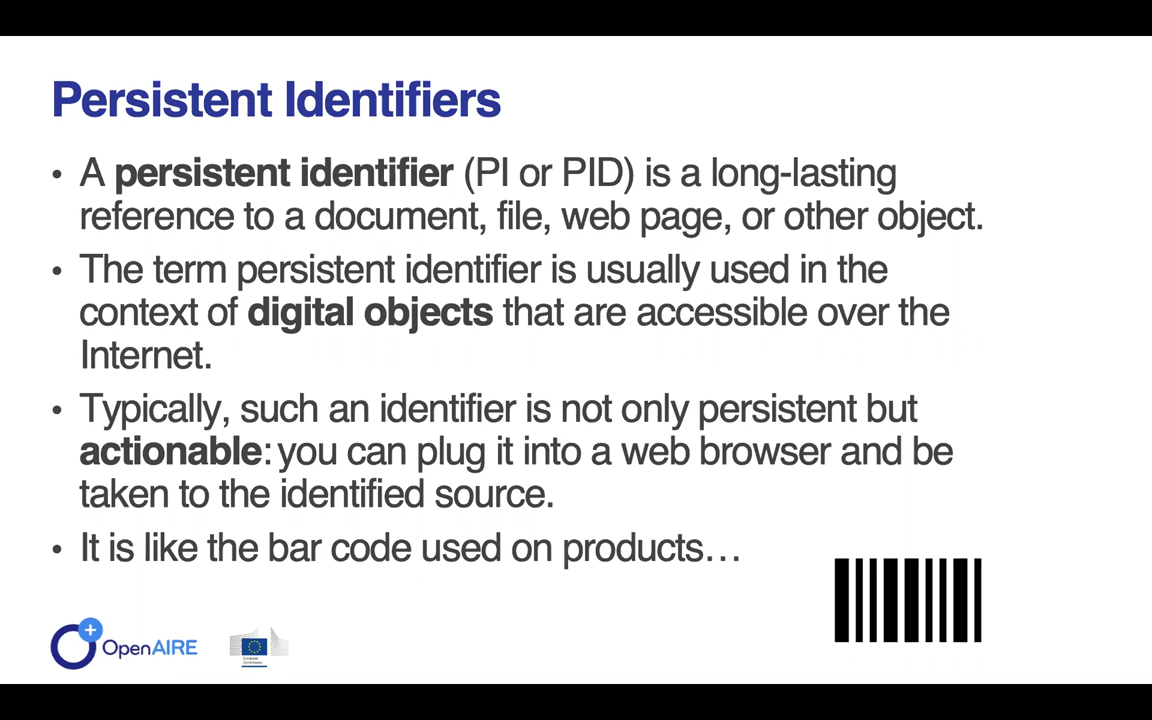 Persistent Identifiers
• A persistent identifier (PI or PID) is a long-lasting
reference to a document, file, web page, or other object.
• The term persistent identifier is usually used in the
context of digital objects that are accessible over the
Internet.
• Typically, such an identifier is not only persistent but
actionable: you can plug it into a web browser and be
taken to the identified source.
• It is like the bar code used on products…
OpenAIRE
European
Commission